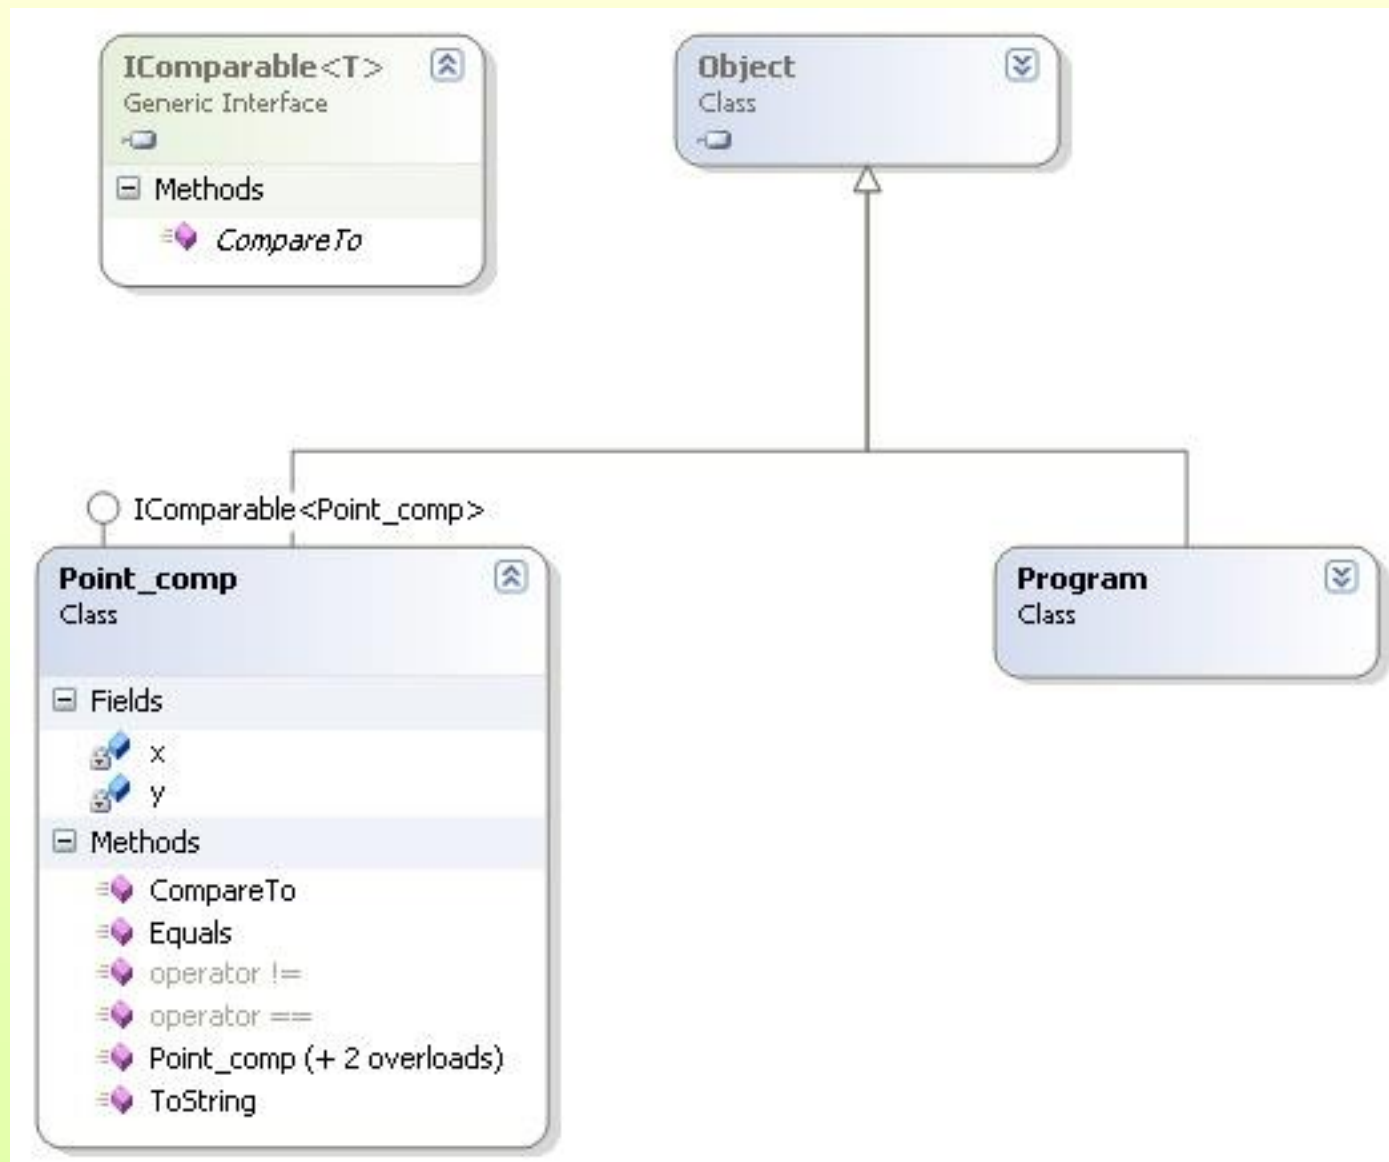 IComparable<T>
Generic Interface
Methods
CompareTo
Object
Class
IComparable<Point_comp>
Point_comp
Class
Fields
x
y
Methods
CompareTo
Equals
operator !=
operator ==
Point_comp (+ 2 overloads)
ToString
Program
Class